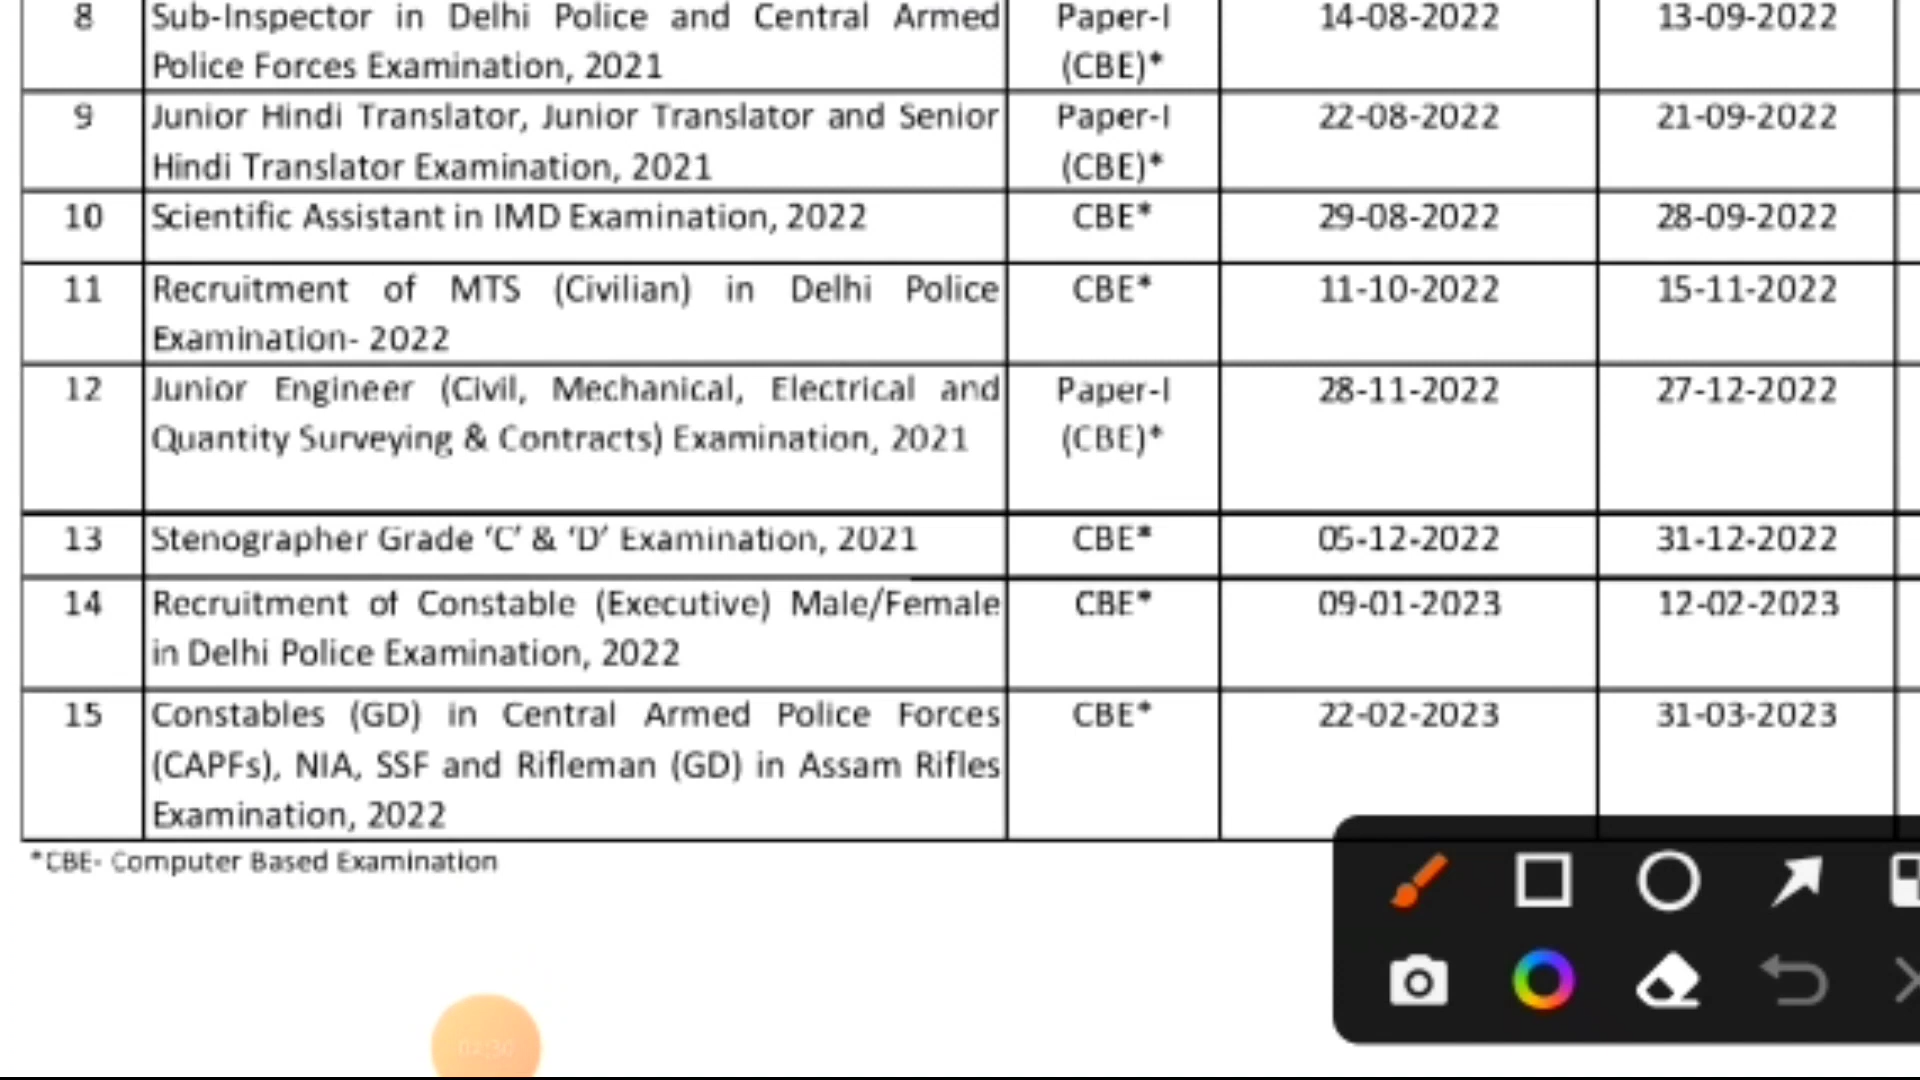 8 Sub-Inspector in Delhi Police and Central Armed Paper-I 14-08-2022 13-09-2022
Police Forces Examination, 2021 (CBE)*
9 Junior Hindi Translator, Junior Translator and Senior Paper-I 22-08-2022 21-09-2022
Hindi Translator Examination, 2021 (CBE)*
10 Scientific Assistant in IMD Examination, 2022 CBE* 29-08-2022 28-09-2022
11 Recruitment of MTS (Civilian) in Delhi Police CBE* 11-10-2022 15-11-2022
Examination- 2022
12 Junior Engineer (Civil, Mechanical, Electrical and Paper-I 28-11-2022 27-12-2022
Quantity Surveying & Contracts) Examination, 2021 (CBE)*
13 Stenographer Grade ‘C’ & ‘D’ Examination, 2021 CBE* 05-12-2022 31-12-2022
14 Recruitment of Constable (Executive) Male/Female CBE* 09-01-2023 12-02-2023
in Delhi Police Examination, 2022
15 Constables (GD) in Central Armed Police Forces CBE* 22-02-2023 31-03-2023
(CAPFs), NIA, SSF and Rifleman (GD) in Assam Rifles
Examination, 2022
*CBE- Computer Based Examination